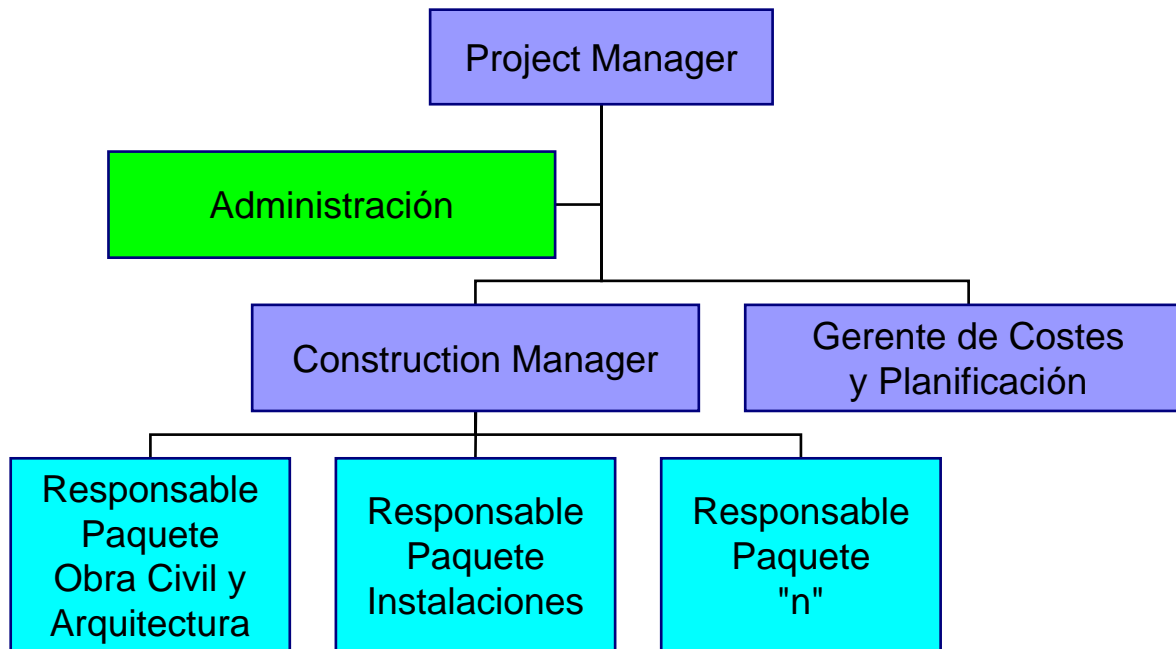 Project Manager
Administración
Construction Manager
Gerente de Costes
y Planificación
Responsable
Paquete
Obra Civil y
Arquitectura
Responsable
Paquete
Instalaciones
Responsable
Paquete
"n"